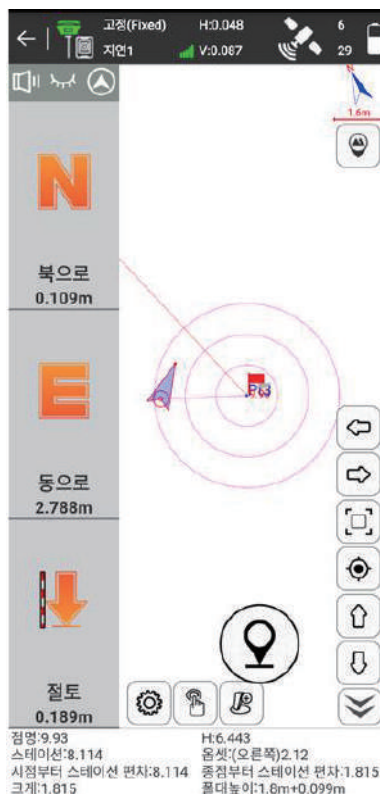 고정(Fixed) H:0.048 6
지연1 V:0.087 29
N
1.6m
N
북으로
0.109m
E
동으로
2.788m
절토
0.189m
점명:9.93 H:6.443
스테이션:8.114 옵셋:(오른쪽)2.12
시점부터 스테이션 편차:8.114 종점부터 스테이션 편차:1.815
크게:1.815 폴대높이:1.8m+0.099m